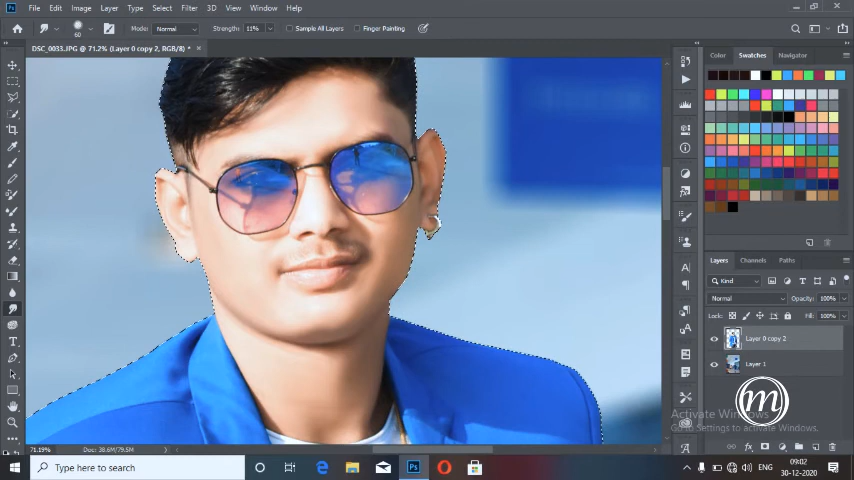 File Edit Image Layer Type Select Filter 3D View Window Help
60 Mode: Normal Strength: 11% Sample All Layers Finger Painting
DSC_0033.JPG @ 71.2% (Layer 0 copy 2, RGB/8) * ×
Color Swatches Navigator
Layers Channels Paths
Kind
Normal Opacity: 100%
Lock: Fill: 100%
Layer 0 copy 2
Layer 1
m
Activate Windows
Go to Settings to activate Windows.
71.19% Doc: 38.6M/79.5M
Type here to search
Ps
ENG
09:02
30-12-2020